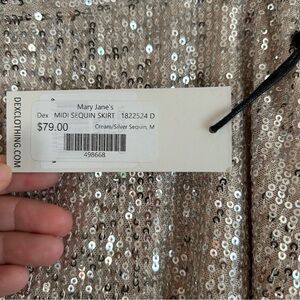 DEXCLOTHING.COM
Mary Jane's
Dex MIDI SEQUIN SKIRT 1822524 D
$79.00
Cream/Silver Sequin, M
498668